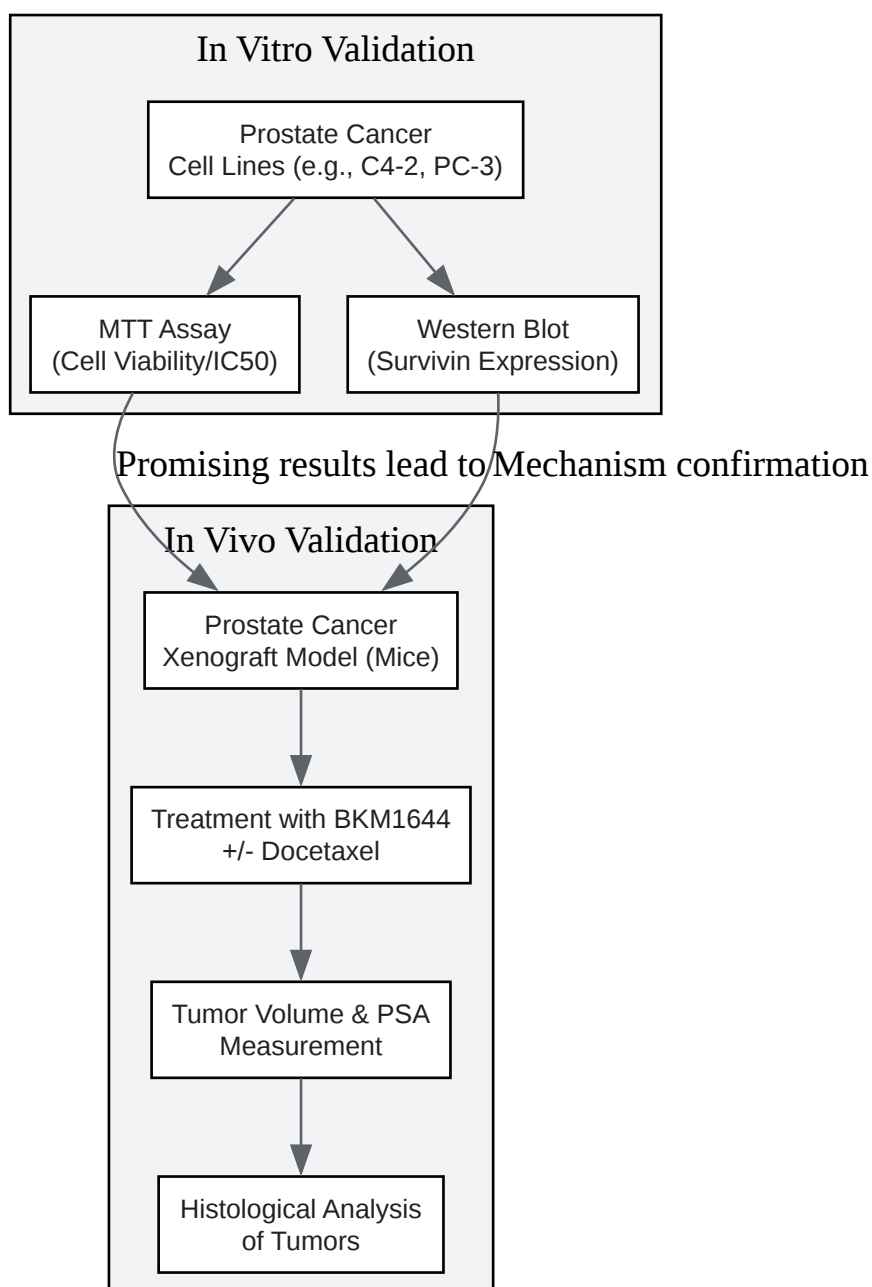 In Vitro Validation
Prostate Cancer
Cell Lines (e.g., C4-2, PC-3)
MTT Assay
(Cell Viability/IC50)
Western Blot
(Survivin Expression)
Promising results lead to
Mechanism confirmation
In Vivo Validation
Prostate Cancer
Xenograft Model (Mice)
Treatment with BKM1644
+/- Docetaxel
Tumor Volume & PSA
Measurement
Histological Analysis
of Tumors